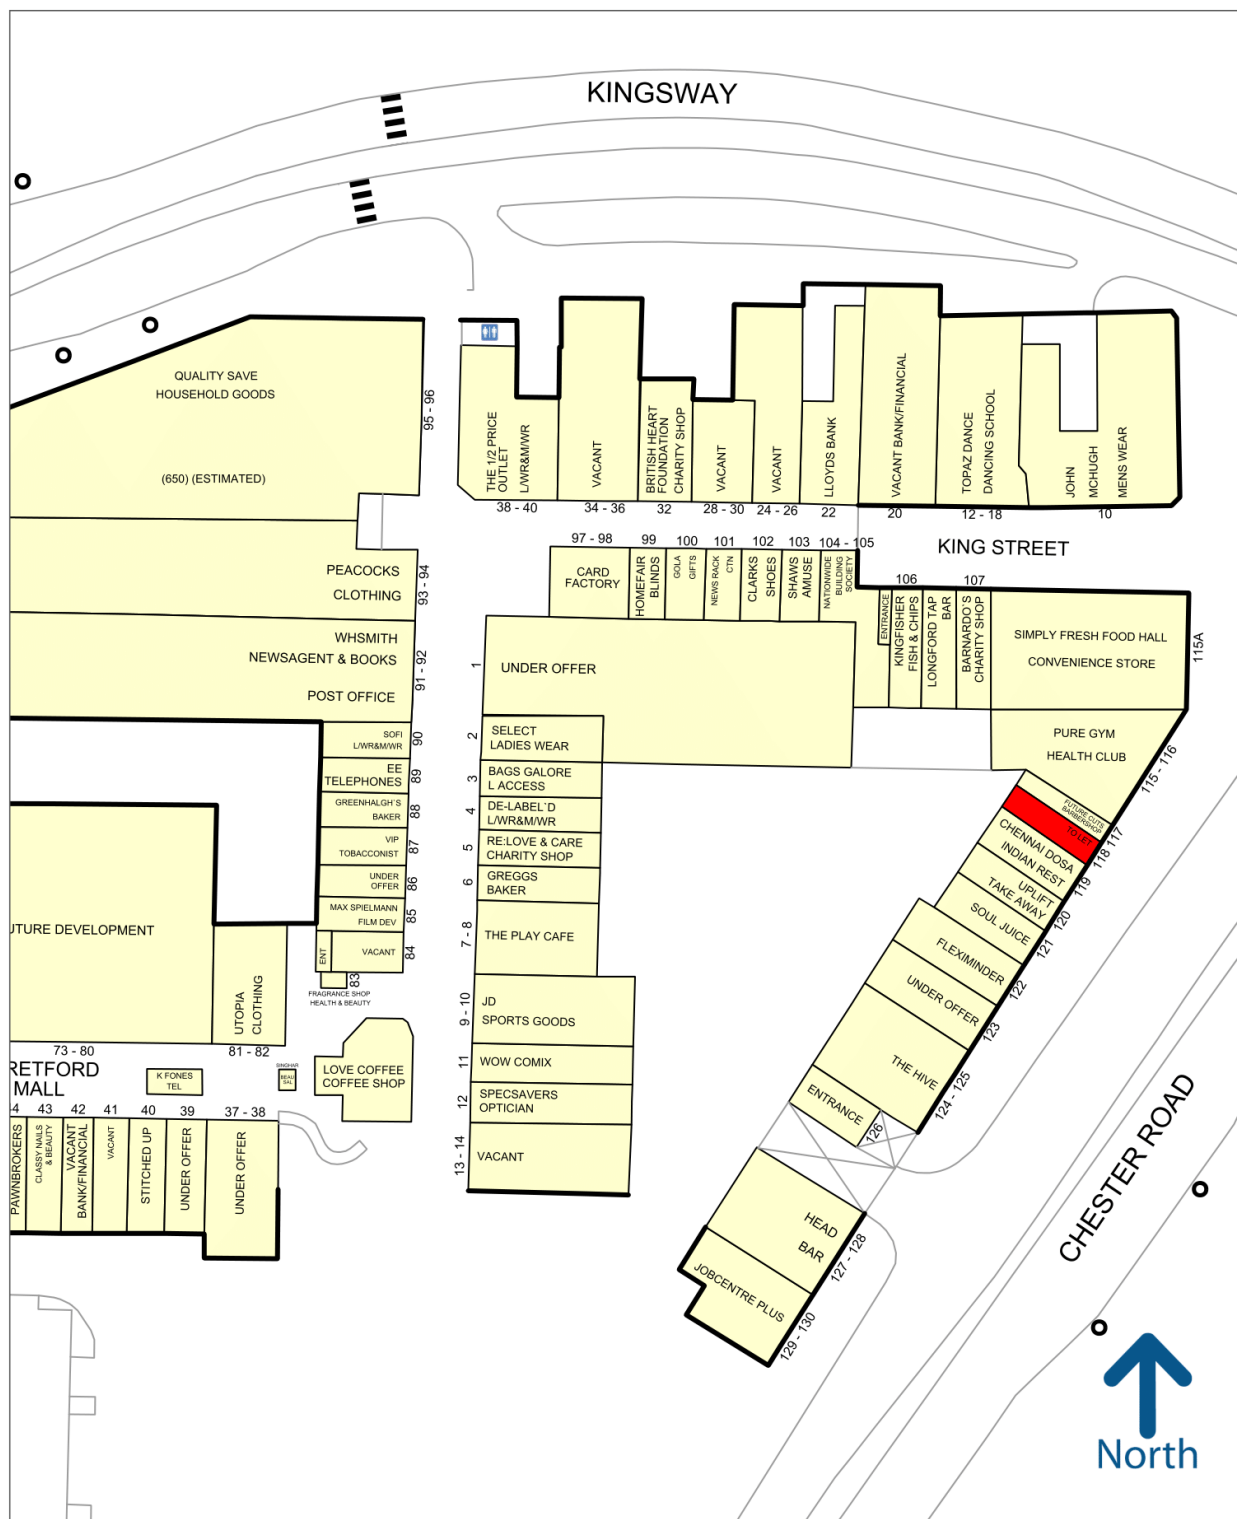 KINGSWAY
QUALITY SAVE
HOUSEHOLD GOODS
(650) (ESTIMATED)
95 - 96
THE 1/2 PRICE
OUTLET
L/WR&M/WR
38 - 40
VACANT
34 - 36
BRITISH HEART
FOUNDATION
CHARITY SHOP
32
VACANT
28 - 30
VACANT
24 - 26
LLOYDS BANK
22
VACANT BANK/FINANCIAL
20
TOPAZ DANCE
DANCING SCHOOL
12 - 18
JOHN
MCHUGH
MENS WEAR
10
KING STREET
PEACOCKS
CLOTHING
93 - 94
WHSMITH
NEWSAGENT & BOOKS
POST OFFICE
91 - 92
97 - 98
CARD
FACTORY
99
HOMEFAIR
BLINDS
100
GOLA
GIFTS
101
NEWS RACK
CTN
102
CLARKS
SHOES
103
SHAWS
AMUSE
104 - 105
NATIONWIDE
BUILDING
SOCIETY
ENTRANCE
106
KINGFISHER
FISH & CHIPS
LONGFORD TAP
BAR
107
BARNARDO`S
CHARITY SHOP
SIMPLY FRESH FOOD HALL
CONVENIENCE STORE
115A
PURE GYM
HEALTH CLUB
115 - 116
FUTURE CUTS
BARBERSHOP
117
TO LET
118
CHENNAI DOSA
INDIAN REST
119
UPLIFT
TAKE AWAY
120
SOUL JUICE
121
FLEXIMINDER
122
UNDER OFFER
123
THE HIVE
124 - 125
ENTRANCE
126
HEAD
BAR
127 - 128
JOBCENTRE PLUS
129 - 130
1
UNDER OFFER
2
SELECT
LADIES WEAR
3
BAGS GALORE
L ACCESS
4
DE-LABEL`D
L/WR&M/WR
5
RE:LOVE & CARE
CHARITY SHOP
6
GREGGS
BAKER
7 - 8
THE PLAY CAFE
9 - 10
JD
SPORTS GOODS
11
WOW COMIX
12
SPECSAVERS
OPTICIAN
13 - 14
VACANT
SOFI
L/WR&M/WR
90
EE
TELEPHONES
89
GREENHALGH`S
BAKER
88
VIP
TOBACCONIST
87
UNDER
OFFER
86
MAX SPIELMANN
FILM DEV
85
ENT
VACANT
84
83
FRAGRANCE SHOP
HEALTH & BEAUTY
UTURE DEVELOPMENT
73 - 80
UTOPIA
CLOTHING
81 - 82
LOVE COFFEE
COFFEE SHOP
RETFORD
MALL
K FONES
TEL
BEAU
SAL
44
PAWNBROKERS
43
CLASSY NAILS
& BEAUTY
42
VACANT
BANK/FINANCIAL
41
VACANT
40
STITCHED UP
39
UNDER OFFER
37 - 38
UNDER OFFER
CHESTER ROAD
North